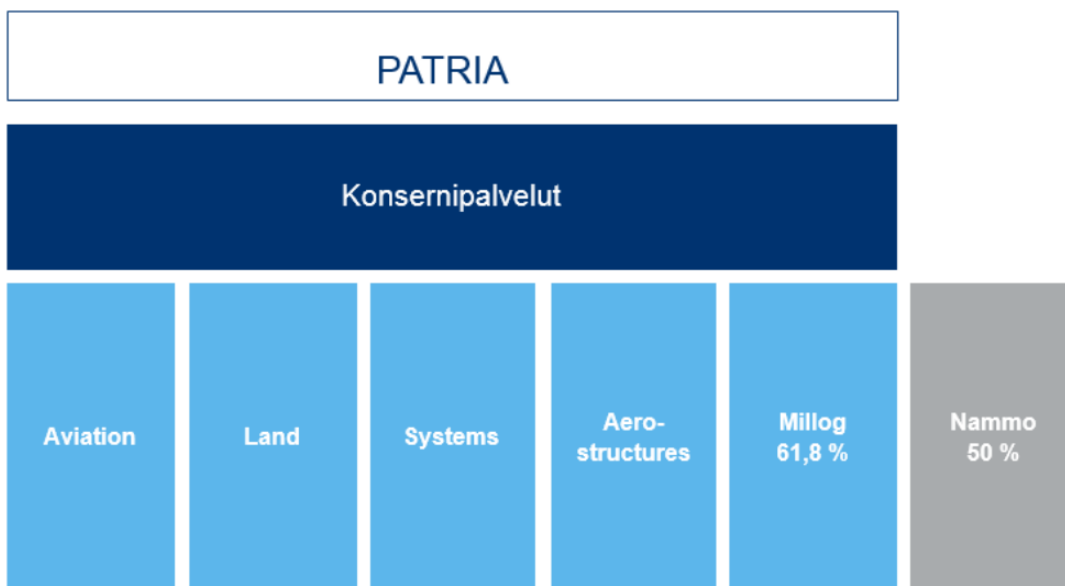 PATRIA
Konsernipalvelut
Aviation
Land
Systems
Aero-
structures
Millog
61,8 %
Nammo
50 %